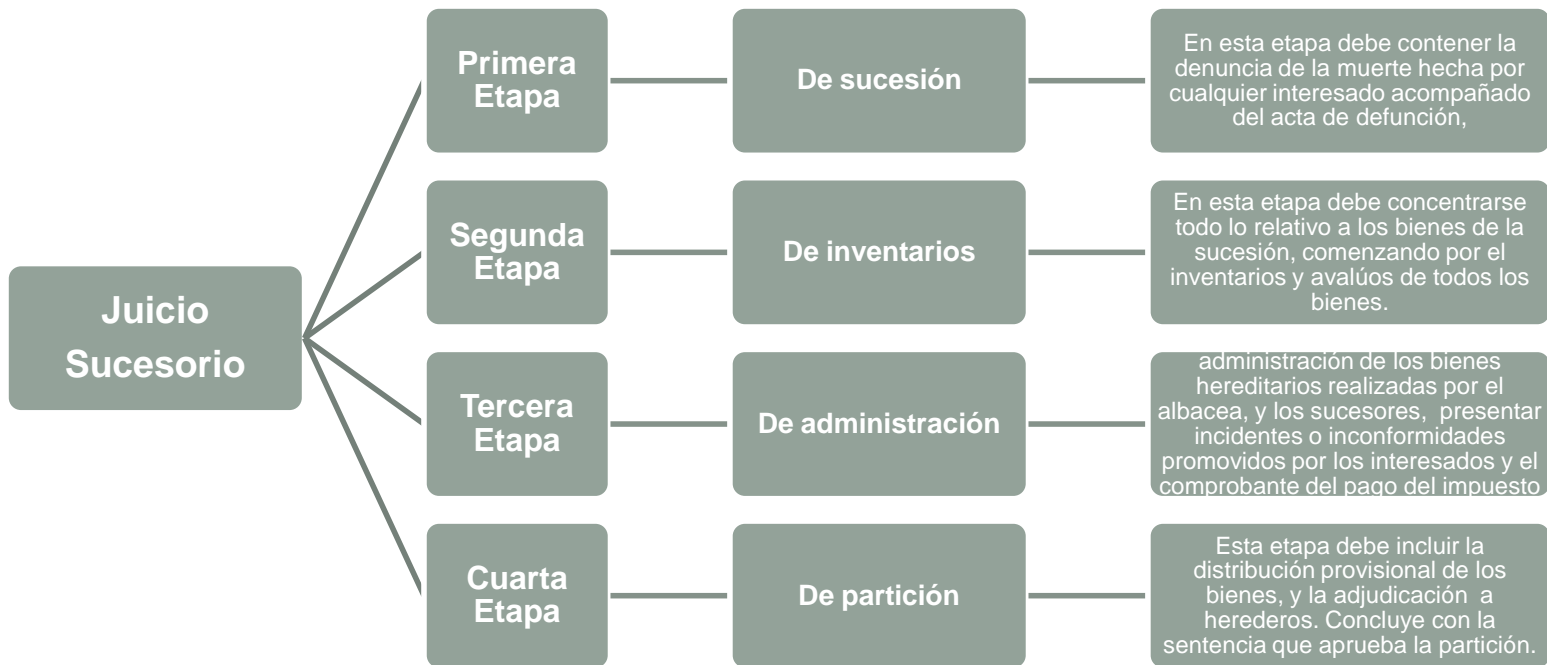 Juicio
Sucesorio
Primera
Etapa
De sucesión
En esta etapa debe contener la
denuncia de la muerte hecha por
cualquier interesado acompañado
del acta de defunción,
Segunda
Etapa
De inventarios
En esta etapa debe concentrarse
todo lo relativo a los bienes de la
sucesión, comenzando por el
inventarios y avalúos de todos los
bienes.
Tercera
Etapa
De administración
administración de los bienes
hereditarios realizadas por el
albacea, y los sucesores, presentar
incidentes o inconformidades
promovidos por los interesados y el
comprobante del pago del impuesto
Cuarta
Etapa
De partición
Esta etapa debe incluir la
distribución provisional de los
bienes, y la adjudicación a
herederos. Concluye con la
sentencia que aprueba la partición.